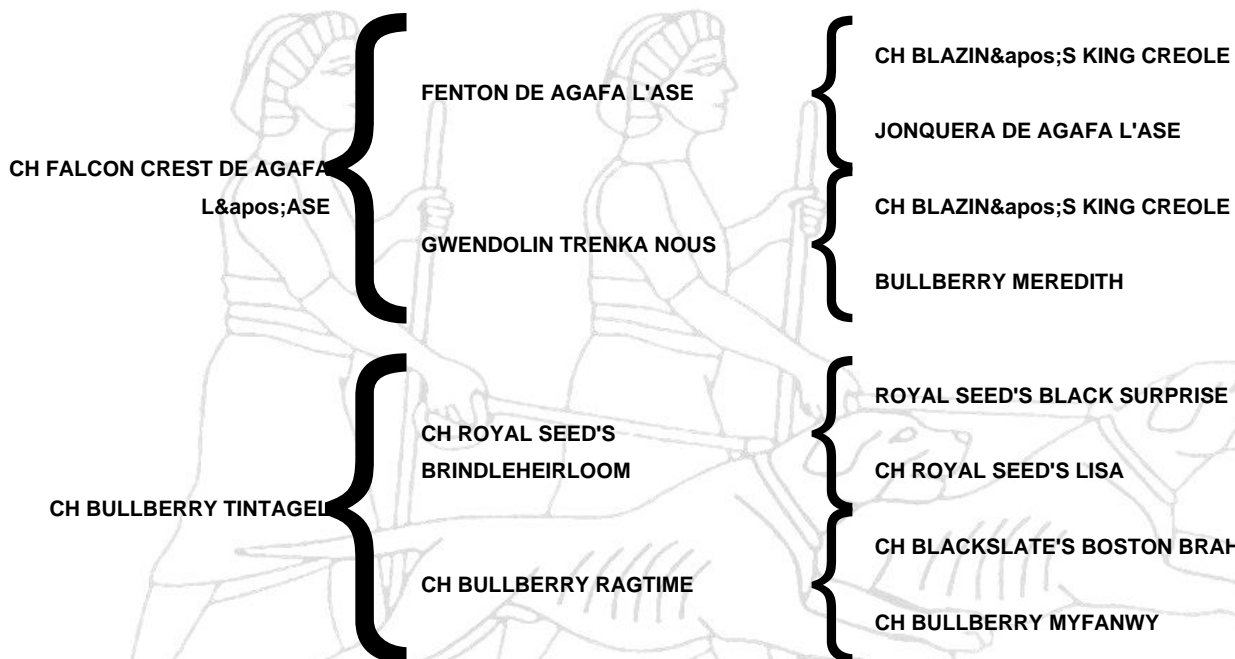 CH FALCON CREST DE AGAFA
L&apos;ASE
FENTON DE AGAFA L'ASE
CH BLAZIN&apos;S KING CREOLE
JONQUERA DE AGAFA L'ASE
GWENDOLIN TRENKA NOUS
CH BLAZIN&apos;S KING CREOLE
BULLBERRY MEREDITH
CH BULLBERRY TINTAGEL
CH ROYAL SEED'S
BRINDLEHEIRLOOM
ROYAL SEED'S BLACK SURPRISE
CH ROYAL SEED'S LISA
CH BULLBERRY RAGTIME
CH BLACKSLATE'S BOSTON
CH BULLBERRY MYFANWY